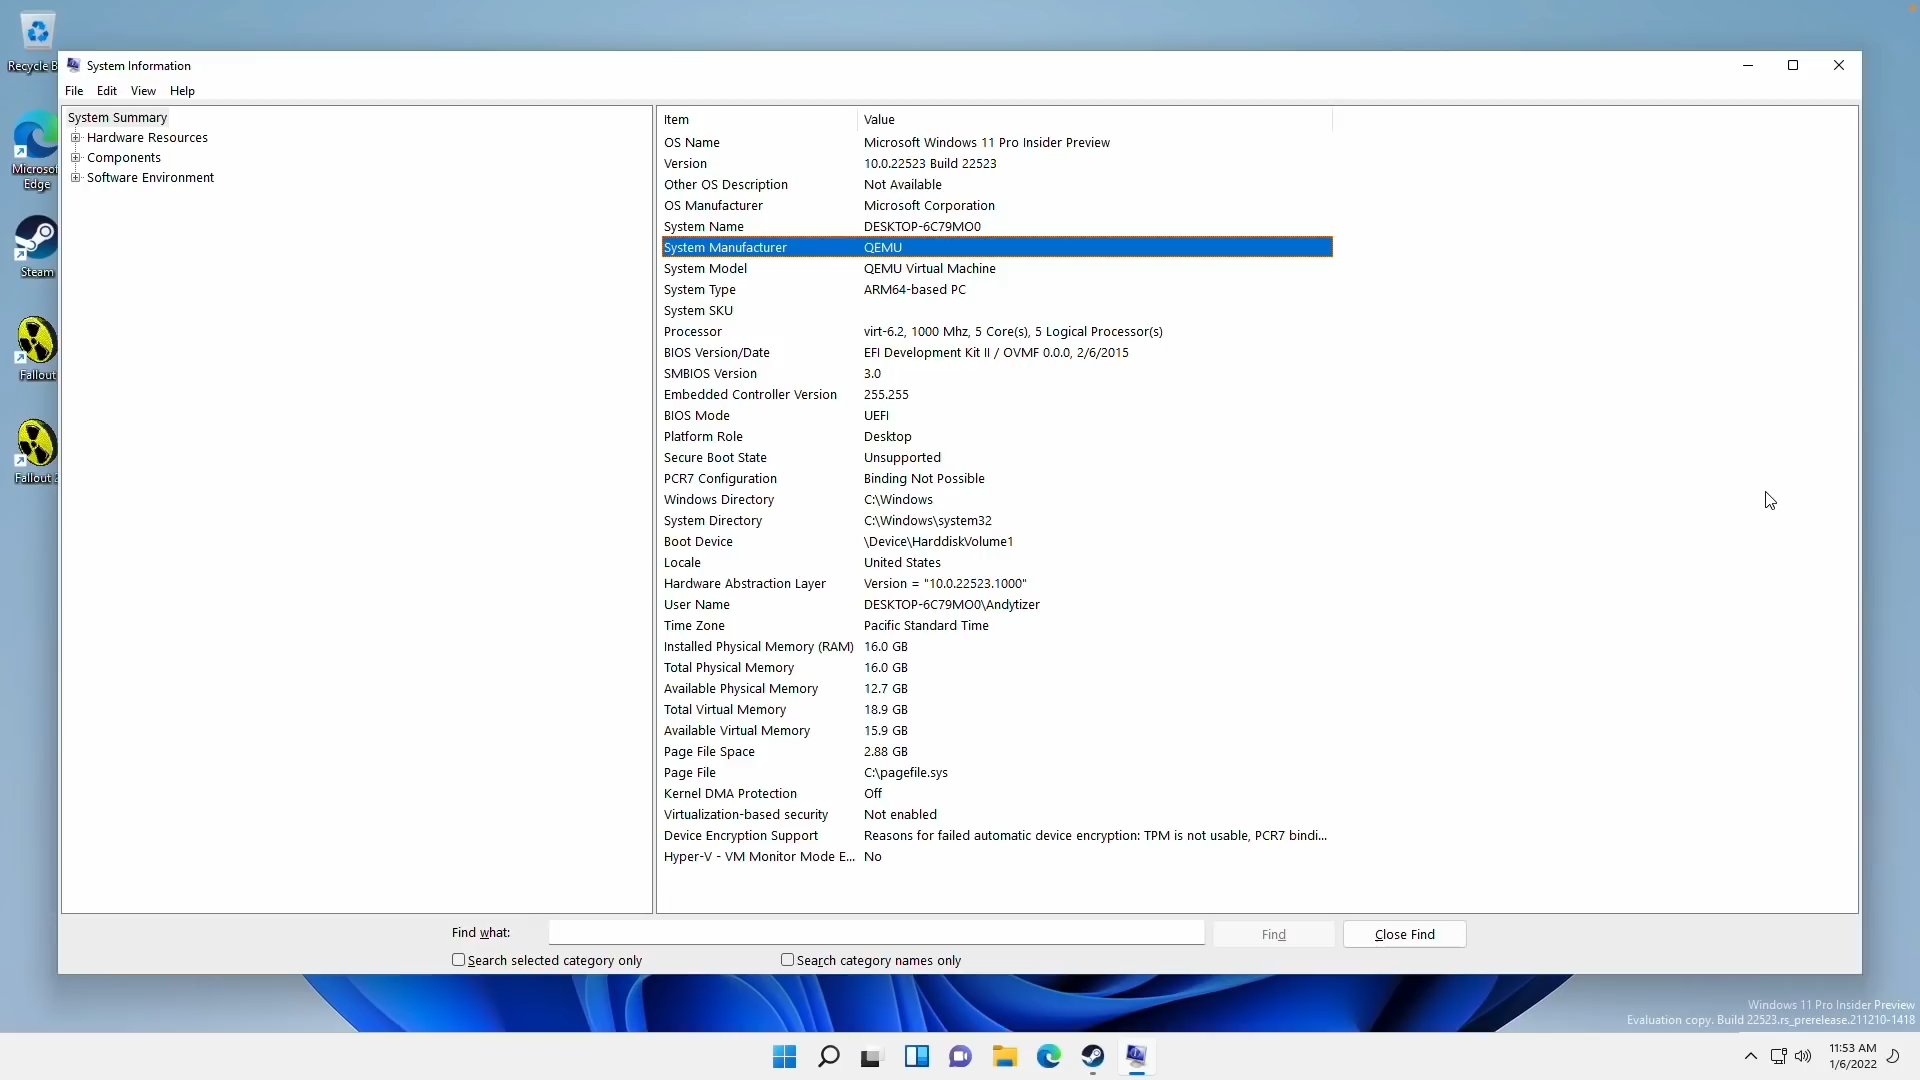 Recycle B
System Information
File Edit View Help
Microsof
Edge
Steam
Fallout
Fallout 2
System Summary
Hardware Resources
Components
Software Environment
Item Value
OS Name Microsoft Windows 11 Pro Insider Preview
Version 10.0.22523 Build 22523
Other OS Description Not Available
OS Manufacturer Microsoft Corporation
System Name DESKTOP-6C79MO0
System Manufacturer QEMU
System Model QEMU Virtual Machine
System Type ARM64-based PC
System SKU
Processor virt-6.2, 1000 Mhz, 5 Core(s), 5 Logical Processor(s)
BIOS Version/Date EFI Development Kit II / OVMF 0.0.0, 2/6/2015
SMBIOS Version 3.0
Embedded Controller Version 255.255
BIOS Mode UEFI
Platform Role Desktop
Secure Boot State Unsupported
PCR7 Configuration Binding Not Possible
Windows Directory C:\Windows
System Directory C:\Windows\system32
Boot Device \Device\HarddiskVolume1
Locale United States
Hardware Abstraction Layer Version = "10.0.22523.1000"
User Name DESKTOP-6C79MO0\Andytizer
Time Zone Pacific Standard Time
Installed Physical Memory (RAM) 16.0 GB
Total Physical Memory 16.0 GB
Available Physical Memory 12.7 GB
Total Virtual Memory 18.9 GB
Available Virtual Memory 15.9 GB
Page File Space 2.88 GB
Page File C:\pagefile.sys
Kernel DMA Protection Off
Virtualization-based security Not enabled
Device Encryption Support Reasons for failed automatic device encryption: TPM is not usable, PCR7 bindi...
Hyper-V - VM Monitor Mode E... No
Find what: Find Close Find
Search selected category only Search category names only
Windows 11 Pro Insider Preview
Evaluation copy. Build 22523.rs_prerelease.211210-1418
11:53 AM
1/6/2022